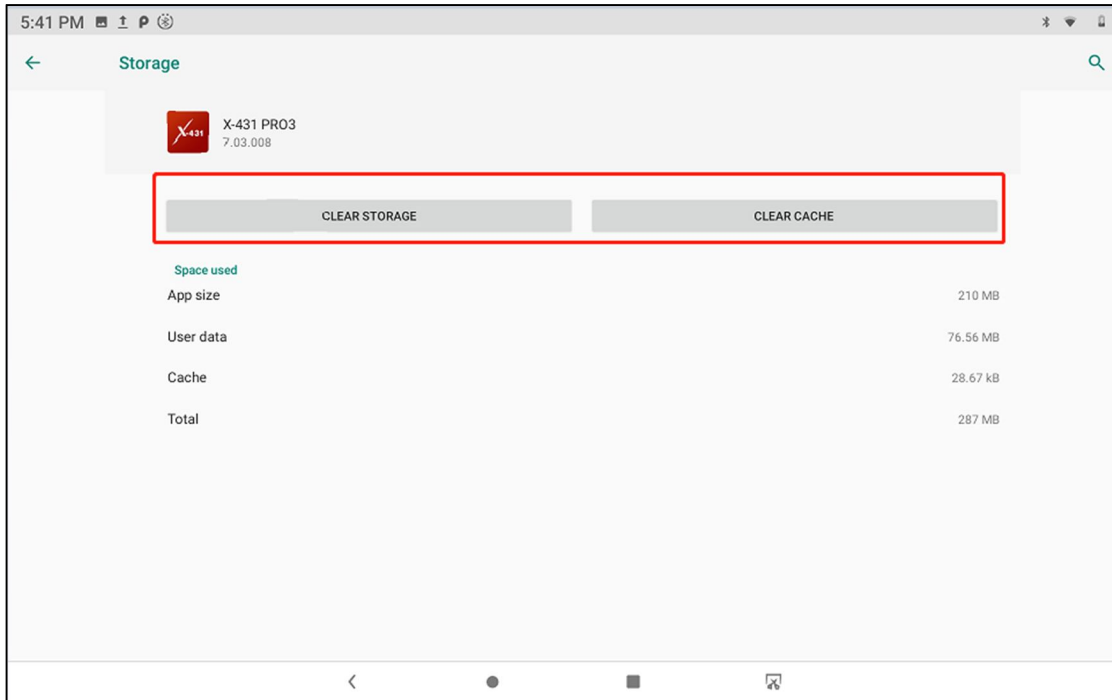 5:41 PM
Storage
X-431
X-431 PRO3
7.03.008
CLEAR STORAGE CLEAR CACHE
Space used
App size 210 MB
User data 76.56 MB
Cache 28.67 kB
Total 287 MB